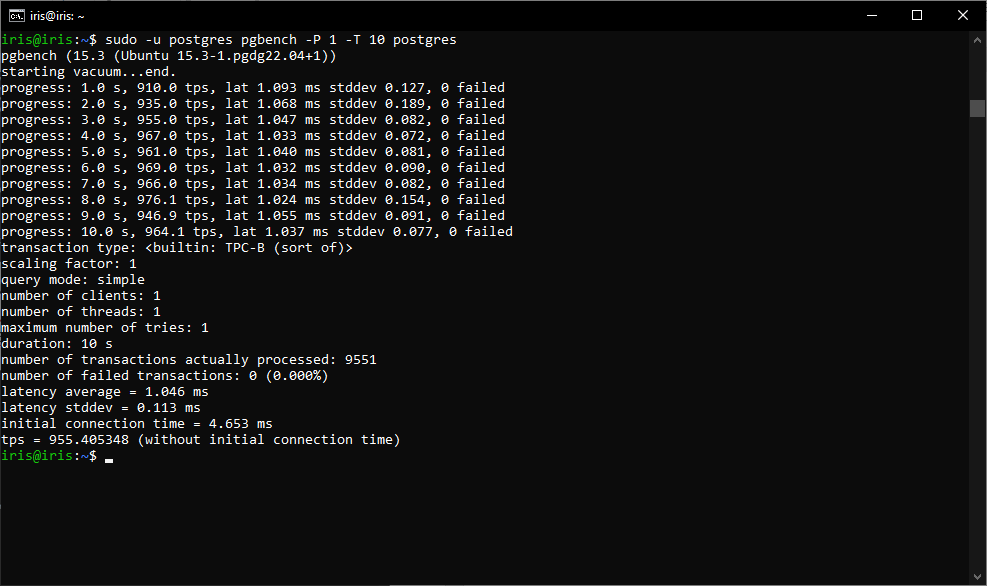 iris@iris: ~
iris@iris:~$ sudo -u postgres pgbench -P 1 -T 10 postgres
pgbench (15.3 (Ubuntu 15.3-1.pgdg22.04+1))
starting vacuum...end.
progress: 1.0 s, 910.0 tps, lat 1.093 ms stddev 0.127, 0 failed
progress: 2.0 s, 935.0 tps, lat 1.068 ms stddev 0.189, 0 failed
progress: 3.0 s, 955.0 tps, lat 1.047 ms stddev 0.082, 0 failed
progress: 4.0 s, 967.0 tps, lat 1.033 ms stddev 0.072, 0 failed
progress: 5.0 s, 961.0 tps, lat 1.040 ms stddev 0.081, 0 failed
progress: 6.0 s, 969.0 tps, lat 1.032 ms stddev 0.090, 0 failed
progress: 7.0 s, 966.0 tps, lat 1.034 ms stddev 0.082, 0 failed
progress: 8.0 s, 976.1 tps, lat 1.024 ms stddev 0.154, 0 failed
progress: 9.0 s, 946.9 tps, lat 1.055 ms stddev 0.091, 0 failed
progress: 10.0 s, 964.1 tps, lat 1.037 ms stddev 0.077, 0 failed
transaction type: <builtin: TPC-B (sort of)>
scaling factor: 1
query mode: simple
number of clients: 1
number of threads: 1
maximum number of tries: 1
duration: 10 s
number of transactions actually processed: 9551
number of failed transactions: 0 (0.000%)
latency average = 1.046 ms
latency stddev = 0.113 ms
initial connection time = 4.653 ms
tps = 955.405348 (without initial connection time)
iris@iris:~$